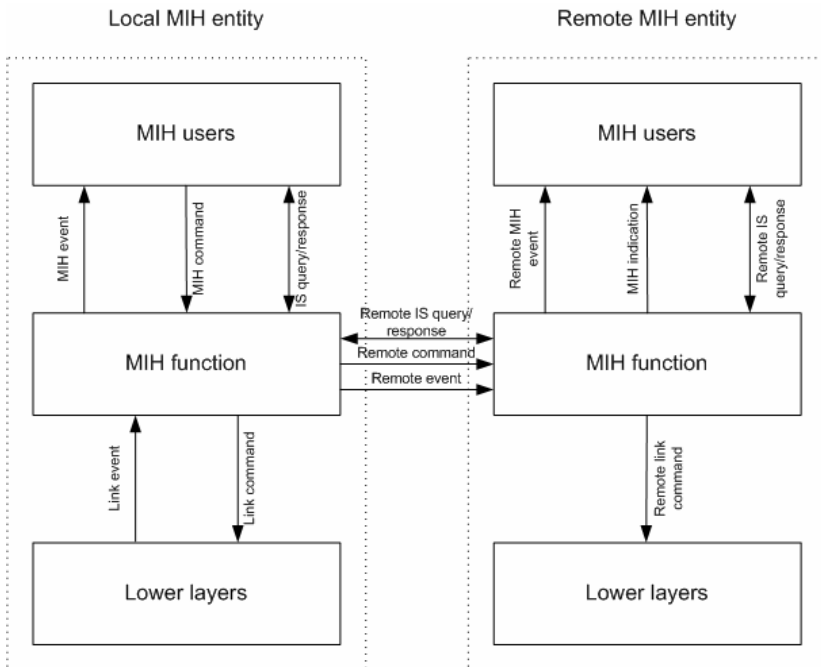 Local MIH entity
Remote MIH entity
MIH users
MIH users
MIH event
MIH command
IS query/response
Remote MIH
event
MIH indication
Remote IS
query/response
Remote IS query/
response
Remote command
Remote event
MIH function
MIH function
Link event
Link command
Remote link
command
Lower layers
Lower layers